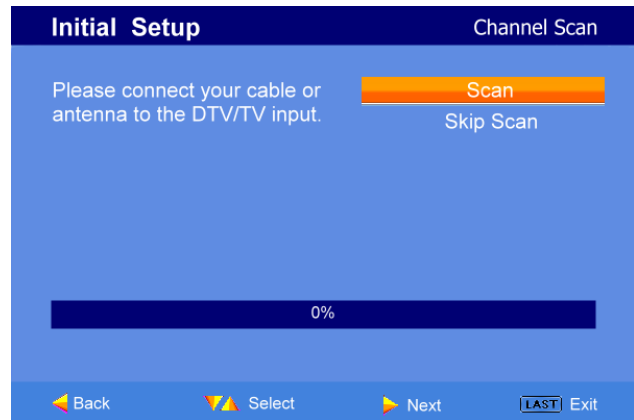 Initial Setup Channel Scan
Please connect your cable or Scan
antenna to the DTV/TV input. Skip Scan
0%
Back Select Next LAST Exit